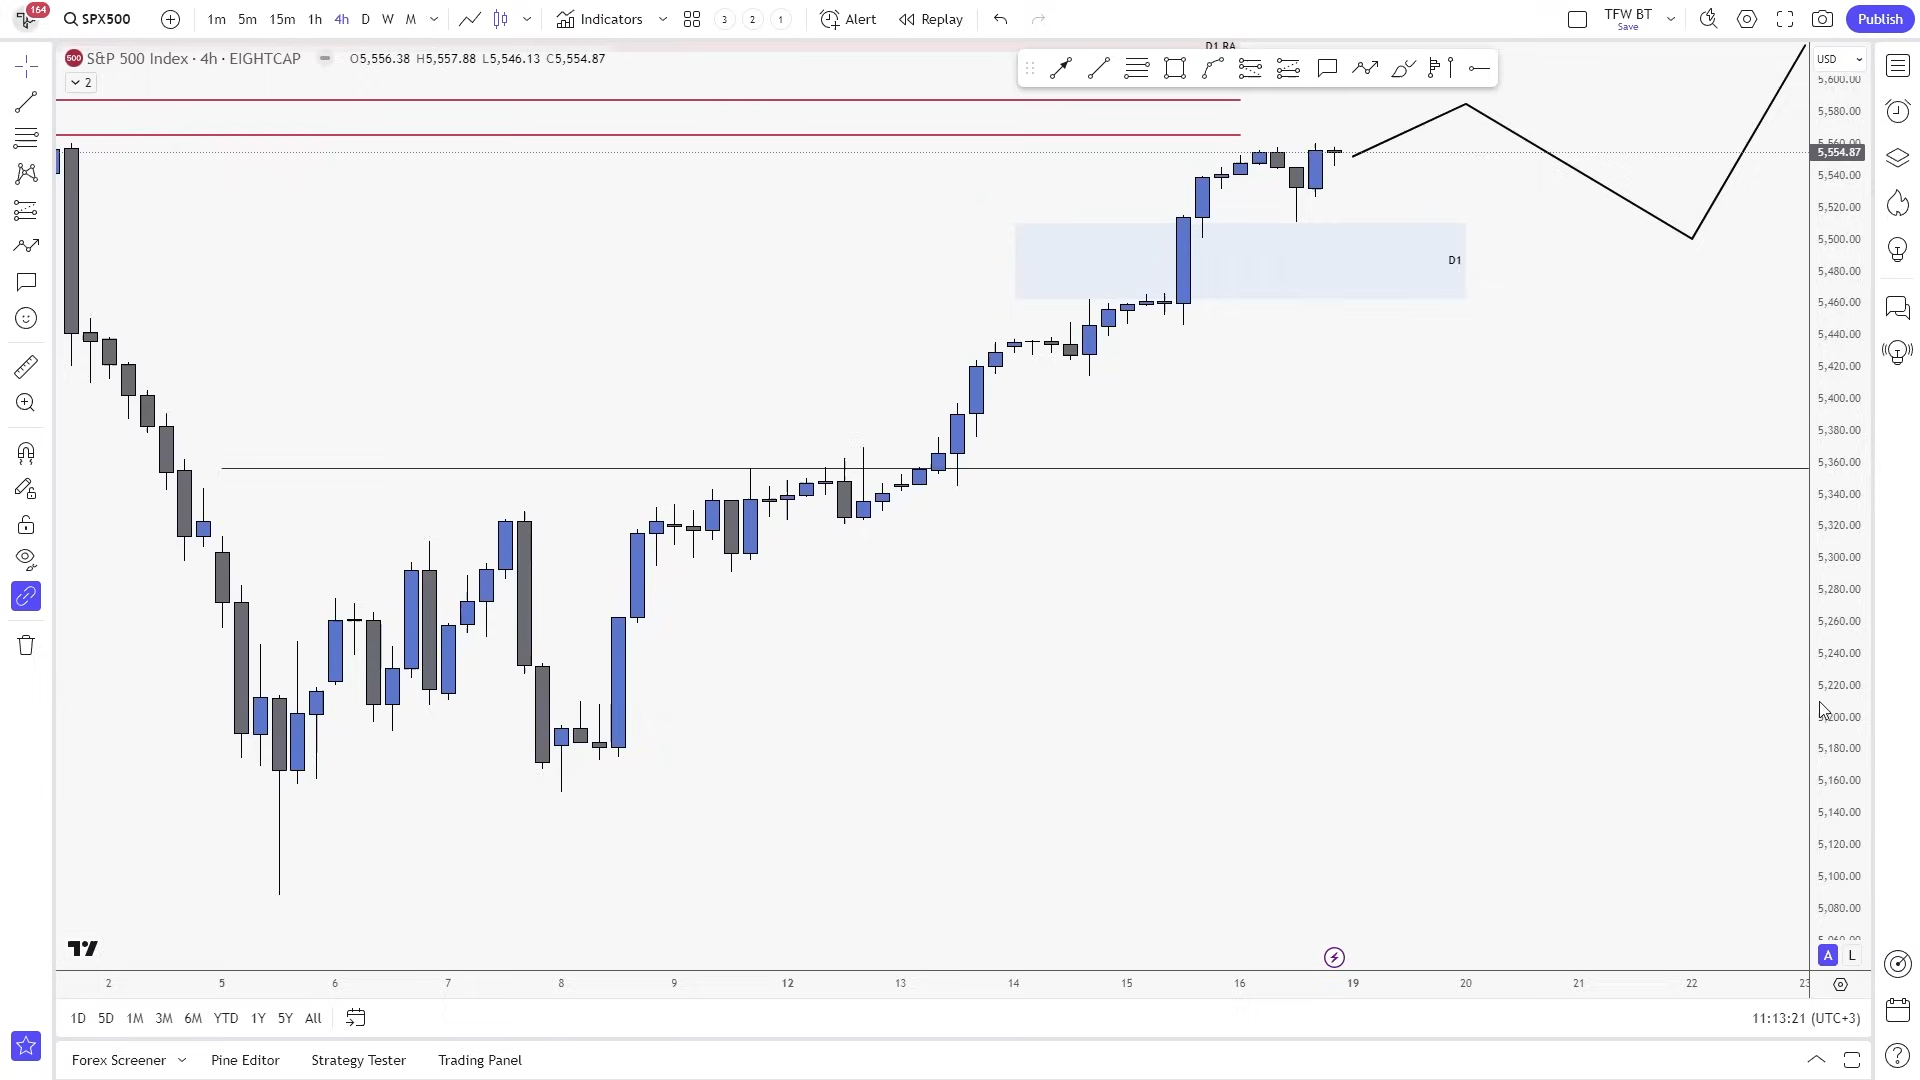 164
SPX500
1m 5m 15m 1h 4h D W M
Indicators
3 2 1
Alert
Replay
TFW BT
Save
Publish
500 S&P 500 Index · 4h · EIGHTCAP O5,556.38 H5,557.88 L5,546.13 C5,554.87
2
D1 RA
USD
5,600.00
5,580.00
5,554.87
5,540.00
5,520.00
5,500.00
D1
5,480.00
5,460.00
5,440.00
5,420.00
5,400.00
5,380.00
5,360.00
5,340.00
5,320.00
5,300.00
5,280.00
5,260.00
5,240.00
5,220.00
5,200.00
5,180.00
5,160.00
5,140.00
5,120.00
5,100.00
5,080.00
A L
2 5 6 7 8 9 12 13 14 15 16 19 20 21 22 23
1D 5D 1M 3M 6M YTD 1Y 5Y All
11:13:21 (UTC+3)
Forex Screener Pine Editor Strategy Tester Trading Panel